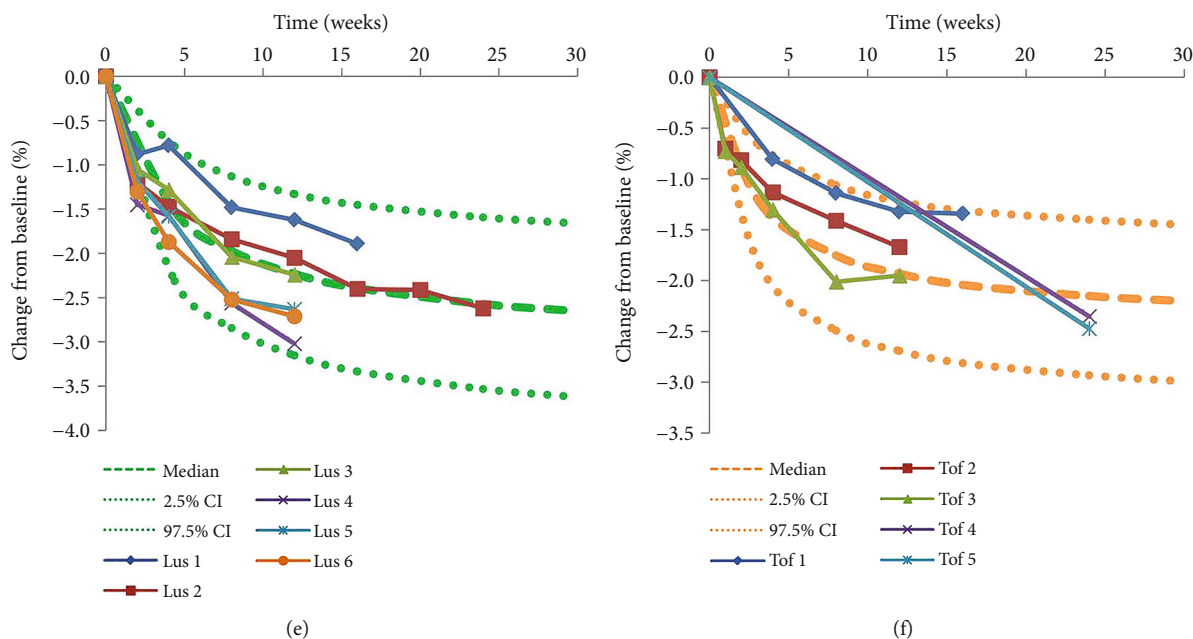 Time (weeks)
0 5 10 15 20 25 30
0.0
−0.5
−1.0
−1.5
−2.0
−2.5
−3.0
−3.5
−4.0
Change from baseline (%)
Median
2.5% CI
97.5% CI
Lus 1
Lus 2
Lus 3
Lus 4
Lus 5
Lus 6
(e)
Time (weeks)
0 5 10 15 20 25 30
0.0
−0.5
−1.0
−1.5
−2.0
−2.5
−3.0
−3.5
Change from baseline (%)
Median
2.5% CI
97.5% CI
Tof 1
Tof 2
Tof 3
Tof 4
Tof 5
(f)